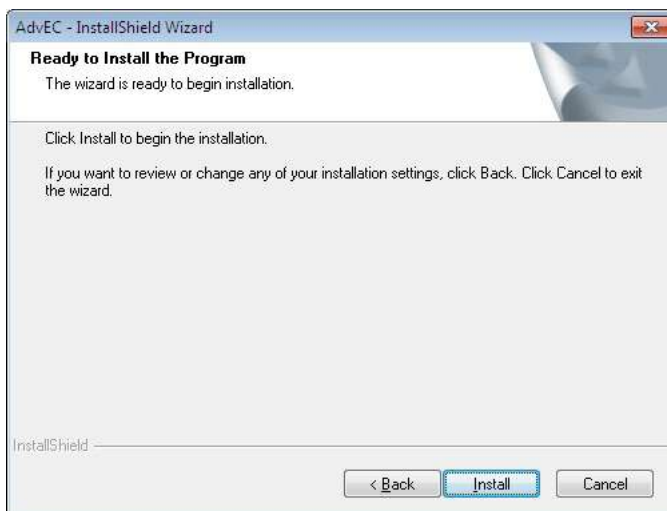 AdvEC - InstallShield Wizard
Ready to Install the Program
The wizard is ready to begin installation.
Click Install to begin the installation.
If you want to review or change any of your installation settings, click Back. Click Cancel to exit
the wizard.
InstallShield
< Back
Install
Cancel